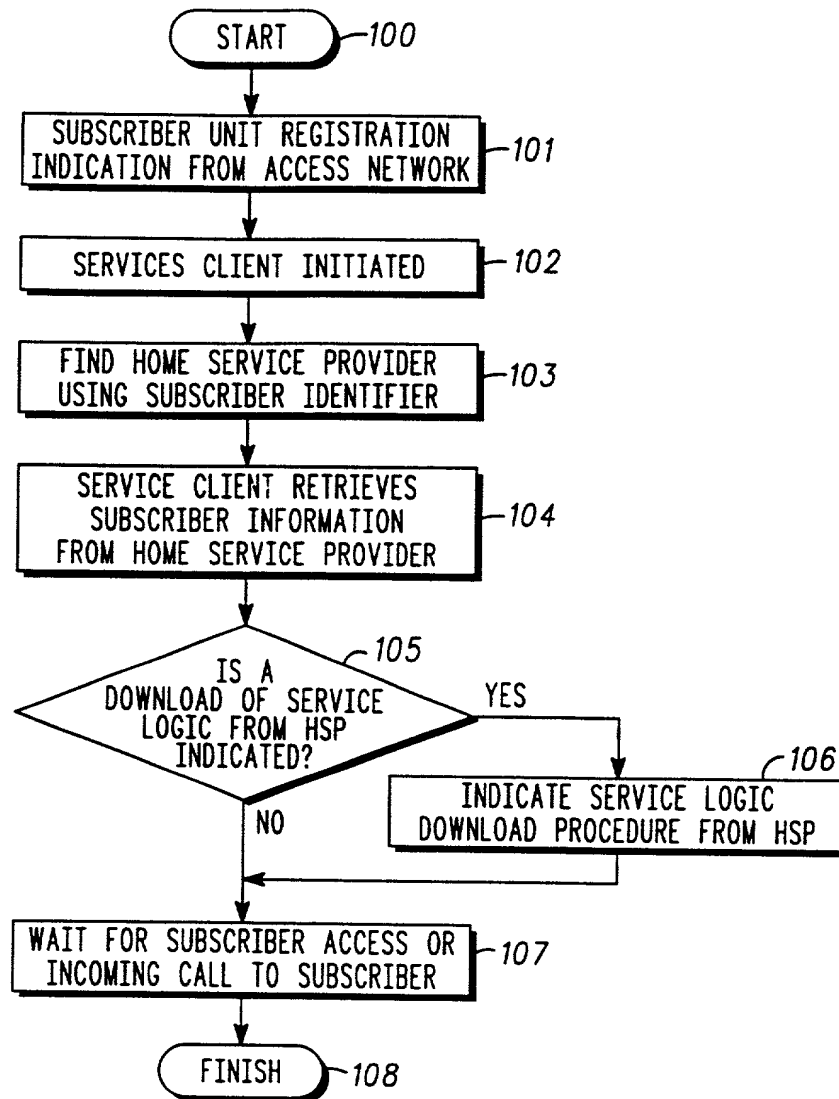 START
100
SUBSCRIBER UNIT REGISTRATION
INDICATION FROM ACCESS NETWORK
101
SERVICES CLIENT INITIATED
102
FIND HOME SERVICE PROVIDER
USING SUBSCRIBER IDENTIFIER
103
SERVICE CLIENT RETRIEVES
SUBSCRIBER INFORMATION
FROM HOME SERVICE PROVIDER
104
IS A
DOWNLOAD OF SERVICE
LOGIC FROM HSP
INDICATED?
105
YES
NO
INDICATE SERVICE LOGIC
DOWNLOAD PROCEDURE FROM HSP
106
WAIT FOR SUBSCRIBER ACCESS OR
INCOMING CALL TO SUBSCRIBER
107
FINISH
108